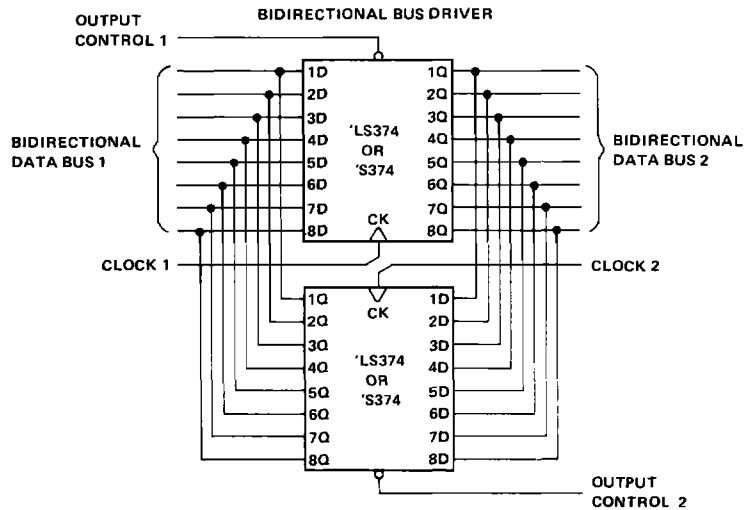 BIDIRECTIONAL BUS DRIVER
OUTPUT
CONTROL 1
BIDIRECTIONAL
DATA BUS 1
1D
2D
3D
4D
5D
6D
7D
8D
'LS374
OR
'S374
CK
1Q
2Q
3Q
4Q
5Q
6Q
7Q
8Q
BIDIRECTIONAL
DATA BUS 2
CLOCK 1
CLOCK 2
1Q
2Q
3Q
4Q
5Q
6Q
7Q
8Q
CK
'LS374
OR
'S374
1D
2D
3D
4D
5D
6D
7D
8D
OUTPUT
CONTROL 2